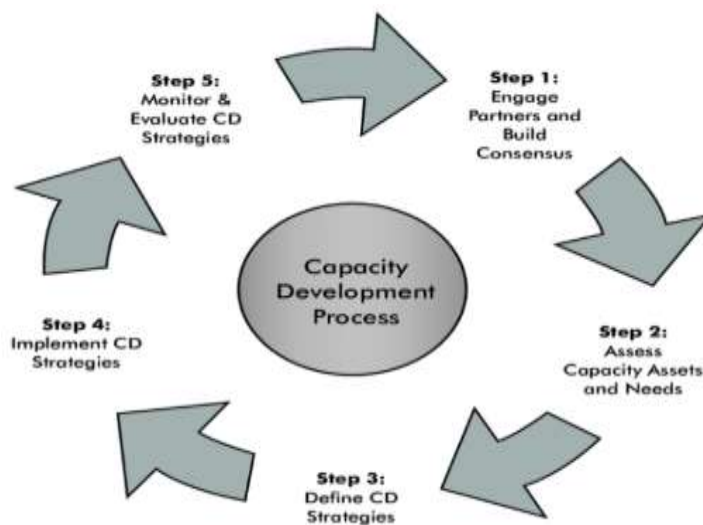 Step 1:
Engage
Partners and
Build
Consensus
Step 2:
Assess
Capacity Assets
and Needs
Step 3:
Define CD
Strategies
Step 4:
Implement CD
Strategies
Step 5:
Monitor &
Evaluate CD
Strategies
Capacity
Development
Process